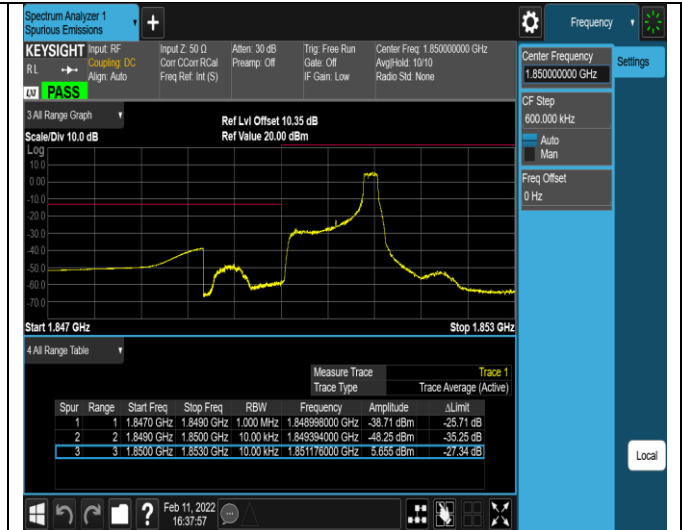 Spectrum Analyzer 1
Spurious Emissions
Frequency
KEYSIGHT
R L
LXI
PASS
Input: RF
Coupling: DC
Align: Auto
Input Z: 50 Ω
Corr CCorr RCal
Freq Ref: Int (S)
Atten: 30 dB
Preamp: Off
Trig: Free Run
Gate: Off
IF Gain: Low
Center Freq: 1.850000000 GHz
Avg|Hold: 10/10
Radio Std: None
Center Frequency
1.850000000 GHz
Settings
CF Step
600.000 kHz
Auto
Man
Freq Offset
0 Hz
3 All Range Graph
Scale/Div 10.0 dB
Ref Lvl Offset 10.35 dB
Ref Value 20.00 dBm
Log
10.0
0.00
-10.0
-20.0
-30.0
-40.0
-50.0
-60.0
-70.0
Start 1.847 GHz
Stop 1.853 GHz
4 All Range Table
Measure Trace Trace 1
Trace Type Trace Average (Active)
Spur Range Start Freq Stop Freq RBW Frequency Amplitude ΔLimit
1 1 1.8470 GHz 1.8490 GHz 1.000 MHz 1.848998000 GHz -38.71 dBm -25.71 dB
2 2 1.8490 GHz 1.8500 GHz 10.00 kHz 1.849394000 GHz -48.25 dBm -35.25 dB
3 3 1.8500 GHz 1.8530 GHz 10.00 kHz 1.851176000 GHz 5.655 dBm -27.34 dB
Local
?
Feb 11, 2022
16:37:57